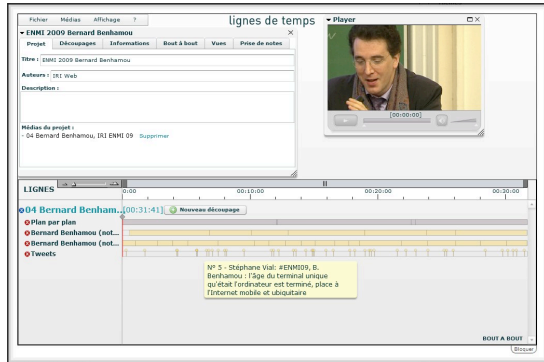 Fichier Médias Affichage ?
lignes de temps
Player
ENMI 2009 Bernard Benhamou
Projet Découpages Informations Bout à bout Vues Prise de notes
Titre : ENMI 2009 Bernard Benhamou
Auteurs : IRI Web
Description :
Médias du projet :
- 04 Bernard Benhamou, IRI ENMI 09 Supprimer
[00:00:00]
LIGNES
0:00 00:10:00 00:20:00 00:30:00
04 Bernard Benham... [00:31:41] Nouveau découpage
Plan par plan
Bernard Benhamou (not...
Bernard Benhamou (not...
Tweets
N° 5 - Stéphane Vial: #ENMI09, B.
Benhamou : l'âge du terminal unique
qu'était l'ordinateur est terminé, place à
l'Internet mobile et ubiquitaire
BOUT A BOUT
Bloquer